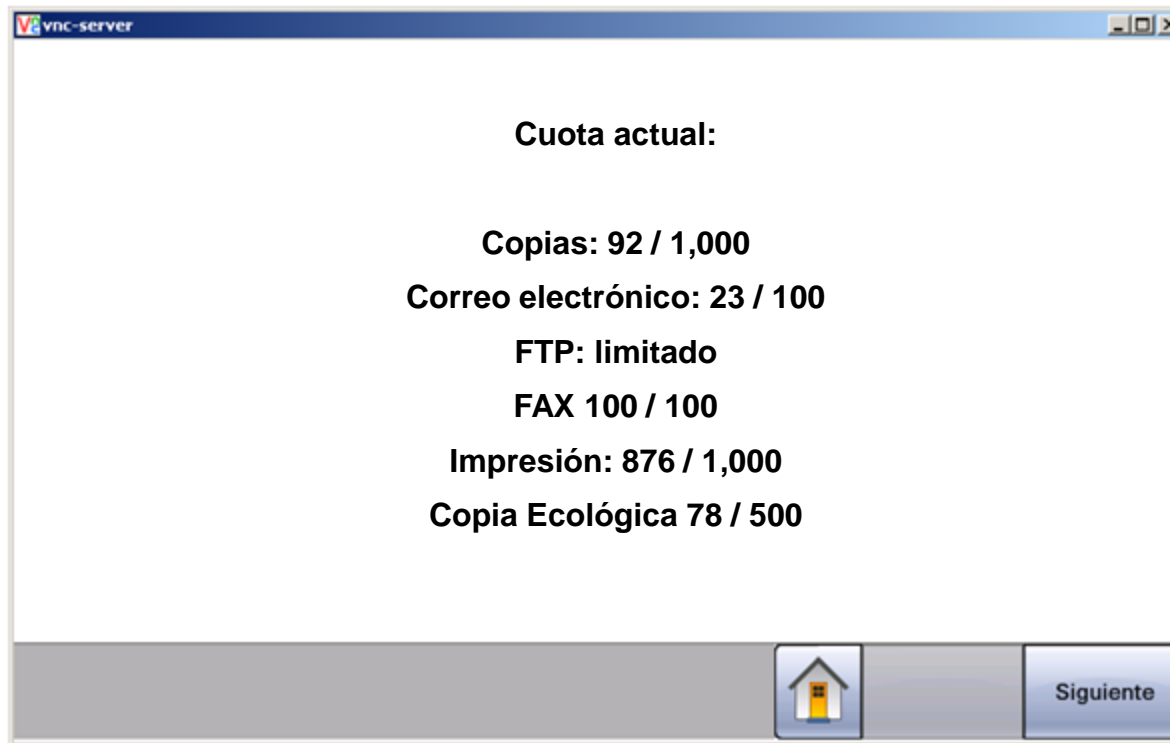 vnc-server
Cuota actual:
Copias: 92 / 1,000
Correo electrónico: 23 / 100
FTP: limitado
FAX 100 / 100
Impresión: 876 / 1,000
Copia Ecológica 78 / 500
Siguiente